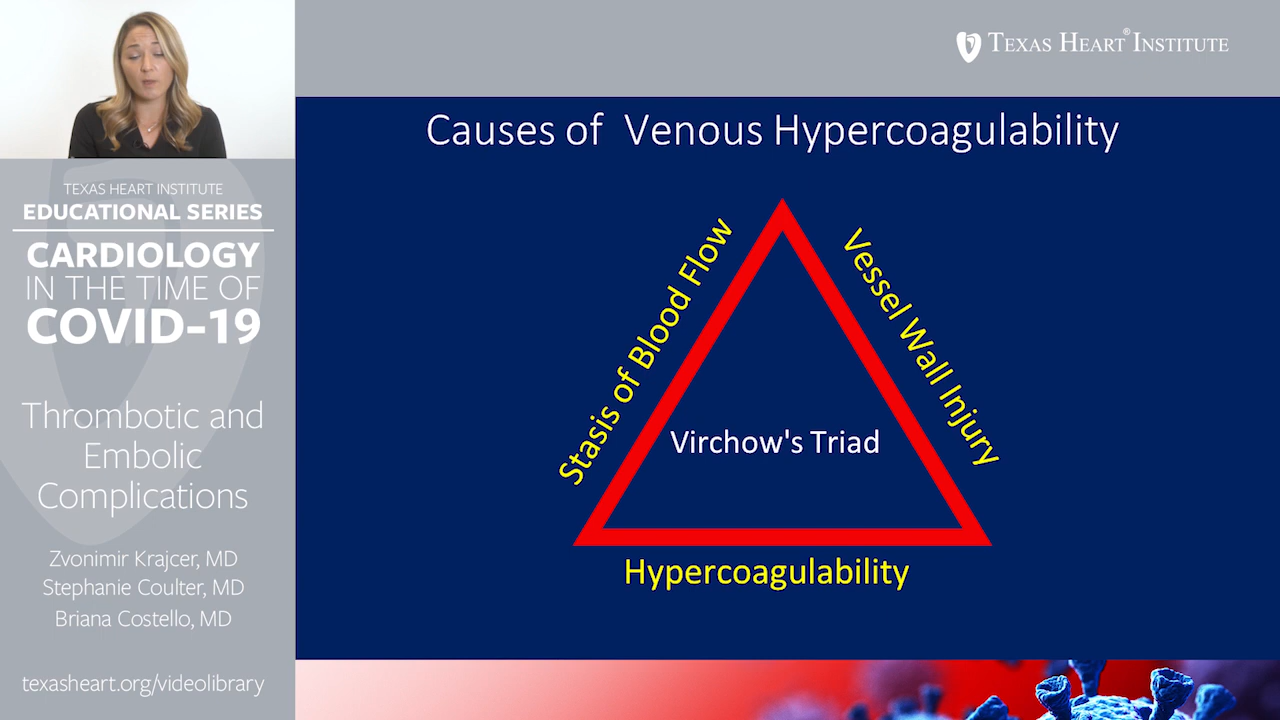 TEXAS HEART® INSTITUTE
TEXAS HEART INSTITUTE
EDUCATIONAL SERIES
CARDIOLOGY
IN THE TIME OF
COVID-19
Thrombotic and
Embolic
Complications
Zvonimir Krajcer, MD
Stephanie Coulter, MD
Briana Costello, MD
texasheart.org/videolibrary
Causes of  Venous Hypercoagulability
Stasis of Blood Flow
Vessel Wall Injury
Virchow's Triad
Hypercoagulability